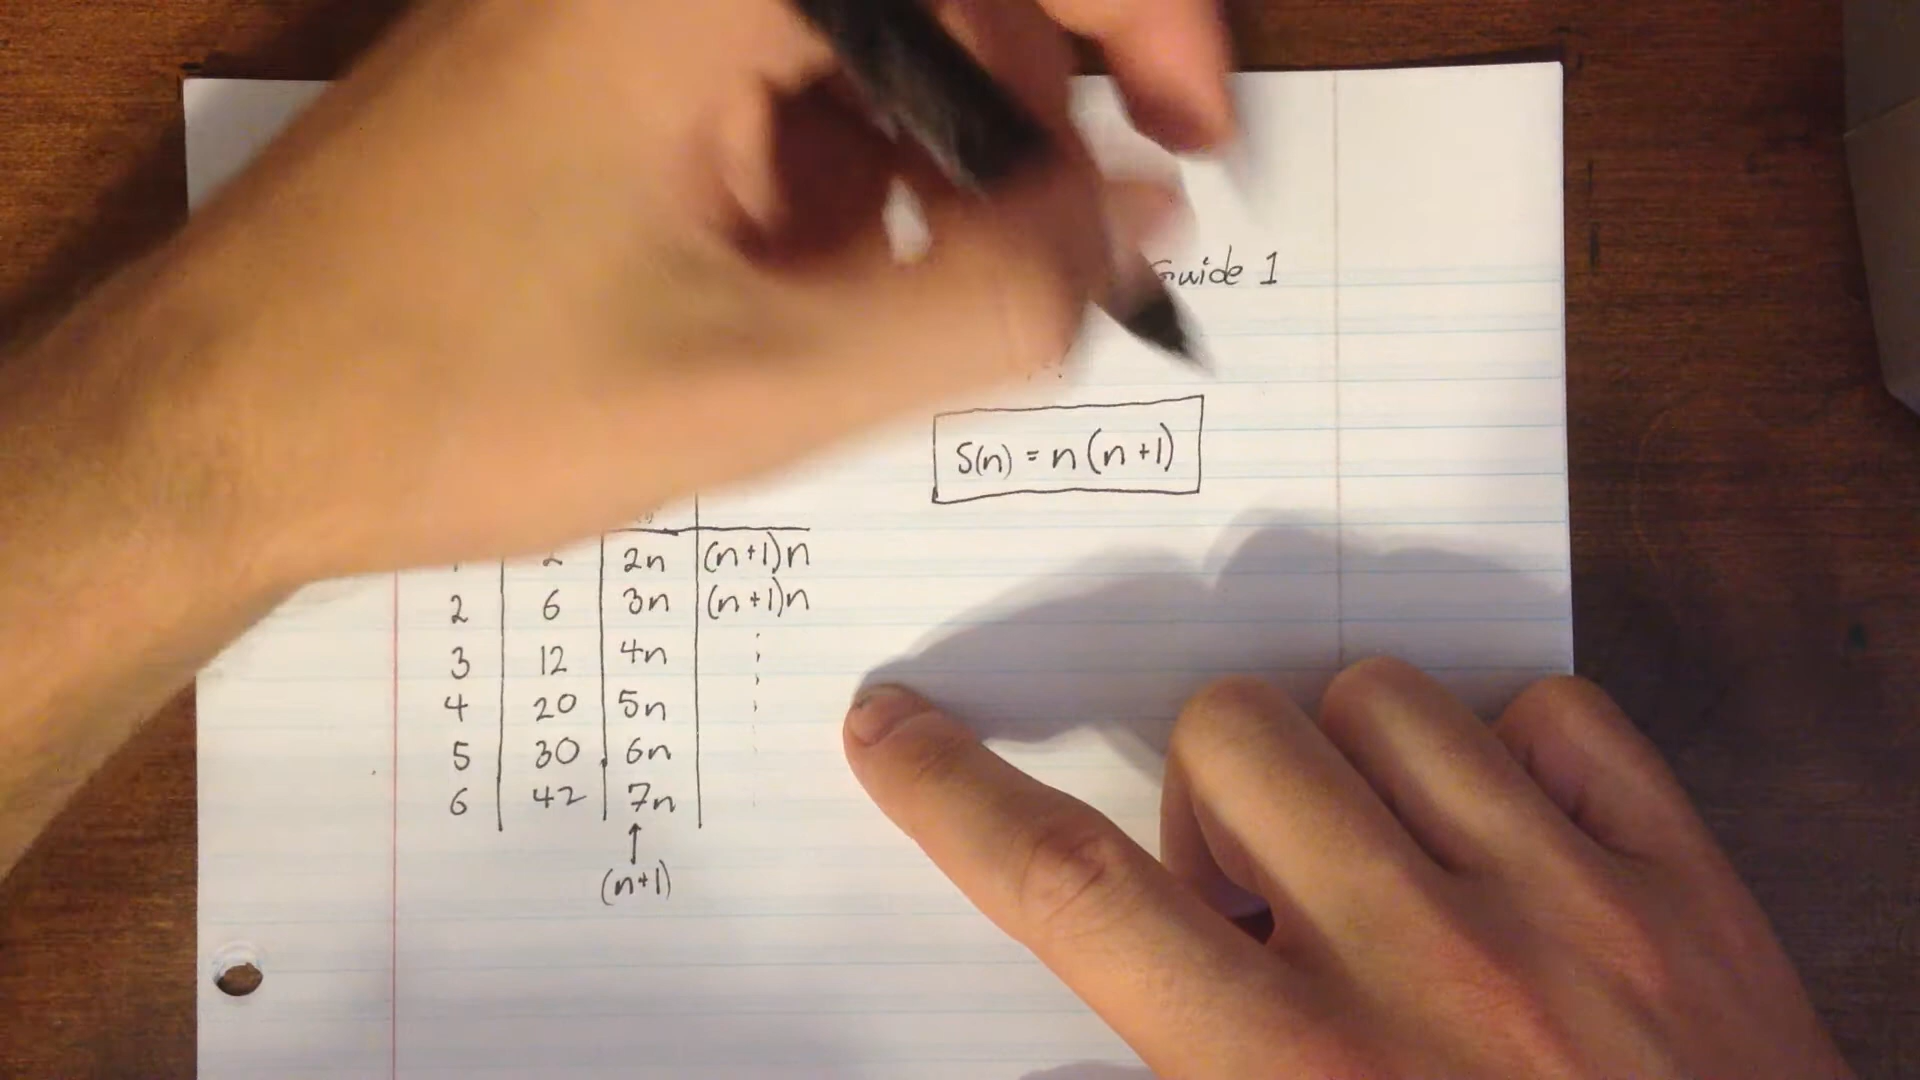 Guide 1
S(n) = n(n+1)
2n (n+1)n
2 6 3n (n+1)n
3 12 4n
4 20 5n
5 30 6n
6 42 7n
↑
(n+1)